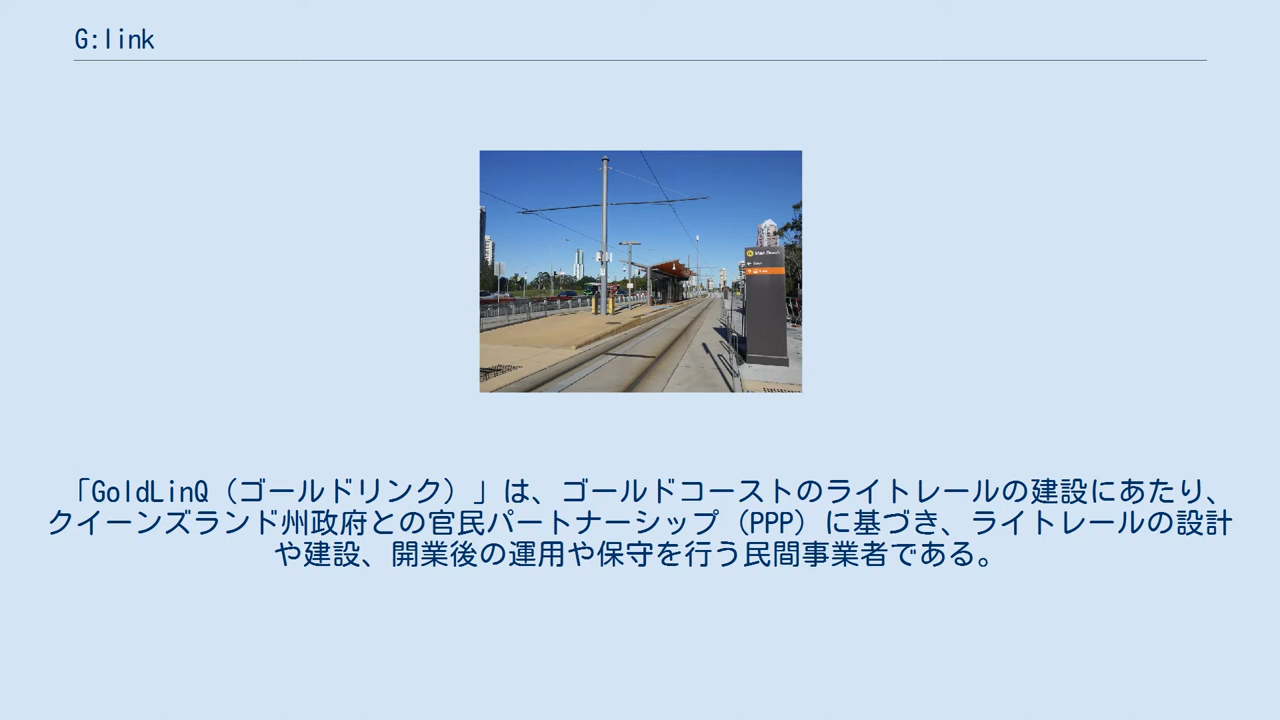 G:link
Main Beach
「GoldLinQ（ゴールドリンク）」は、ゴールドコーストのライトレールの建設にあたり、
クイーンズランド州政府との官民パートナーシップ（PPP）に基づき、ライトレールの設計
や建設、開業後の運用や保守を行う民間事業者である。